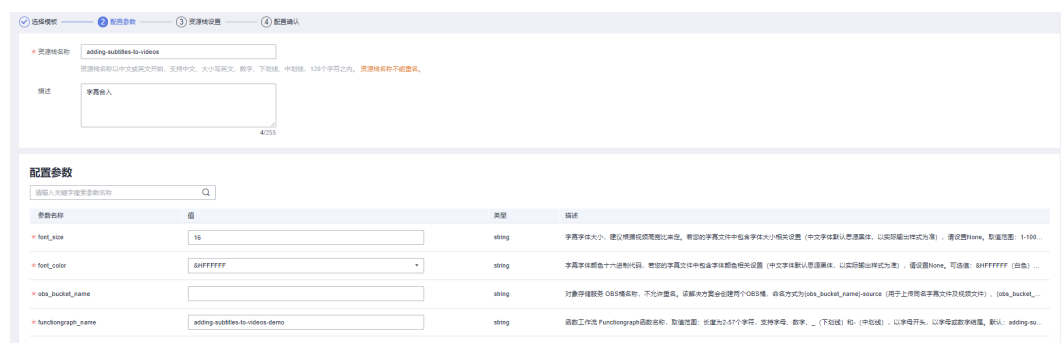 选择模板 2 配置参数 3 资源栈设置 4 配置确认
* 资源栈名称 adding-subtitles-to-videos
资源栈名称以中文或英文开始，支持中文、大小写英文、数字、下划线、中划线，128个字符之内。资源栈名称不能重名。
描述 字幕合入
4/255
配置参数
请输入关键字搜索参数名称
参数名称 值 类型 描述
* font_size 16 string 字幕字体大小，建议根据视频高宽比来定。若您的字幕文件中包含字体大小相关设置（中文字体默认思源黑体，以实际输出样式为准），请设置None。取值范围：1-100...
* font_color &HFFFFFF string 字幕字体颜色十六进制代码，若您的字幕文件中包含字体颜色相关设置（中文字体默认思源黑体，以实际输出样式为准），请设置None。可选值：&HFFFFFF（白色）...
* obs_bucket_name string 对象存储服务 OBS桶名称，不允许重名。该解决方案会创建两个OBS桶，命名方式为{obs_bucket_name}-source（用于上传同名字幕文件及视频文件）、{obs_bucket_...
* functiongraph_name adding-subtitles-to-videos-demo string 函数工作流 Functiongraph函数名称，取值范围：长度为2-57个字符，支持字母、数字、_（下划线）和-（中划线），以字母开头，以字母或数字结尾。默认：adding-su...